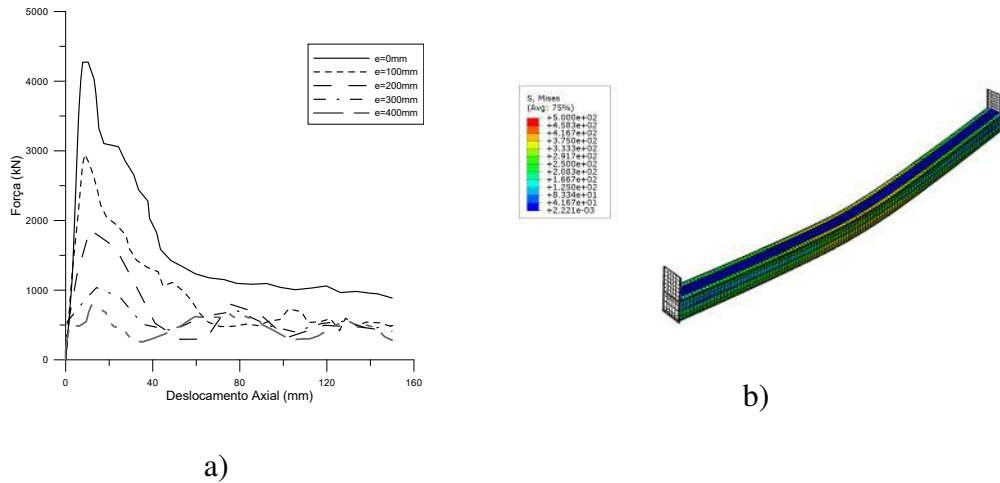 5000
4000
3000
2000
1000
0
Força (kN)
0
40
80
120
160
Deslocamento Axial (mm)
e=0mm
e=100mm
e=200mm
e=300mm
e=400mm
a)
S, Mises
(Avg: 75%)
+5.000e+02
+4.583e+02
+4.167e+02
+3.750e+02
+3.333e+02
+2.917e+02
+2.500e+02
+2.083e+02
+1.667e+02
+1.250e+02
+8.334e+01
+4.167e+01
+2.221e-03
b)